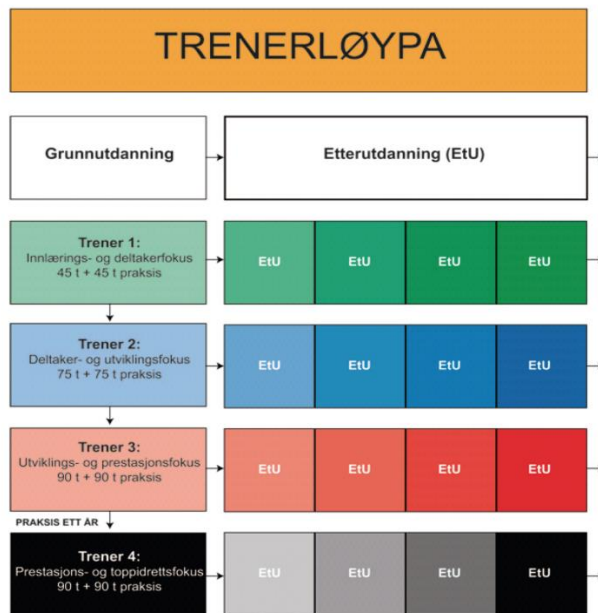 TRENERLØYPA
Grunnutdanning
Etterutdanning (EtU)
Trener 1:
Innlærings- og deltakerfokus
45 t + 45 t praksis
EtU
EtU
EtU
EtU
Trener 2:
Deltaker- og utviklingsfokus
75 t + 75 t praksis
EtU
EtU
EtU
EtU
Trener 3:
Utviklings- og prestasjonsfokus
90 t + 90 t praksis
EtU
EtU
EtU
EtU
PRAKSIS ETT ÅR
Trener 4:
Prestasjons- og toppidrettsfokus
90 t + 90 t praksis
EtU
EtU
EtU
EtU